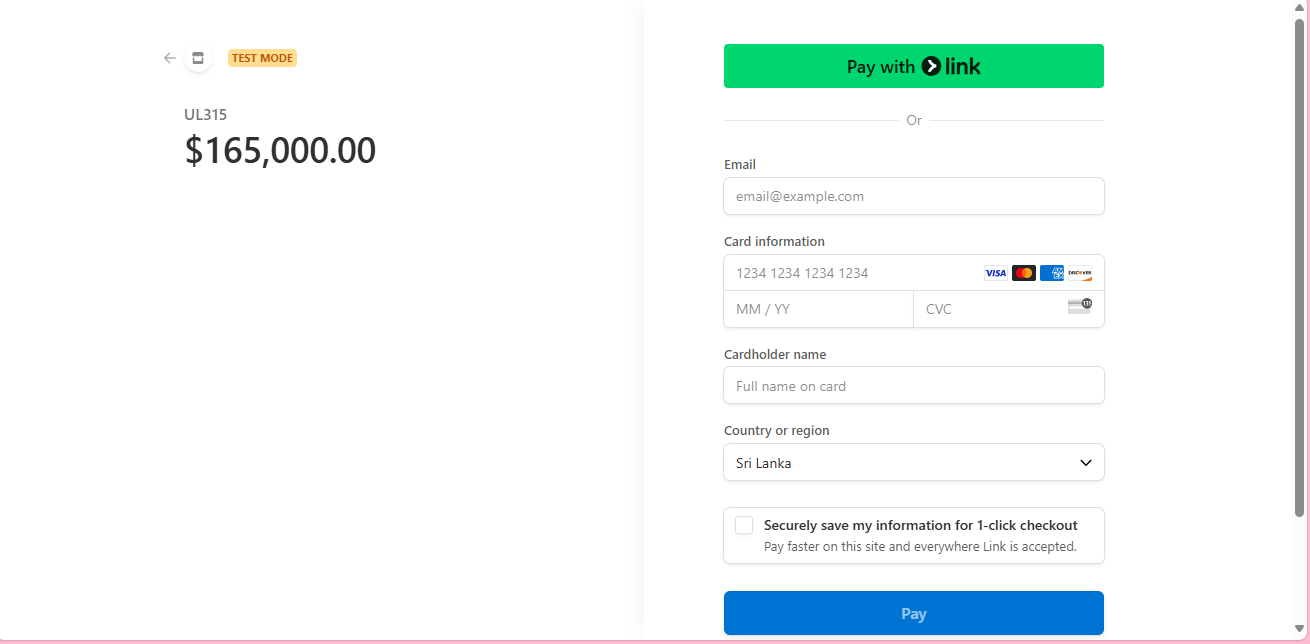 TEST MODE
UL315
$165,000.00
Pay with link
Or
Email
email@example.com
Card information
1234 1234 1234 1234
VISA
DISCOVER
MM / YY
CVC
Cardholder name
Full name on card
Country or region
Sri Lanka
Securely save my information for 1-click checkout
Pay faster on this site and everywhere Link is accepted.
Pay